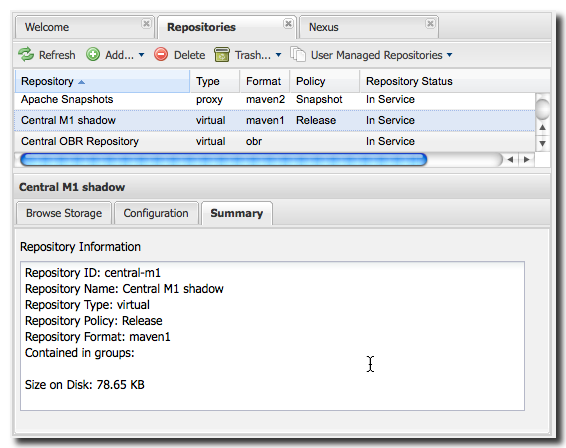 Welcome Repositories Nexus
Refresh Add... Delete Trash... User Managed Repositories
Repository Type Format Policy Repository Status
Apache Snapshots proxy maven2 Snapshot In Service
Central M1 shadow virtual maven1 Release In Service
Central OBR Repository virtual obr In Service
Central M1 shadow
Browse Storage Configuration Summary
Repository Information
Repository ID: central-m1
Repository Name: Central M1 shadow
Repository Type: virtual
Repository Policy: Release
Repository Format: maven1
Contained in groups:
Size on Disk: 78.65 KB